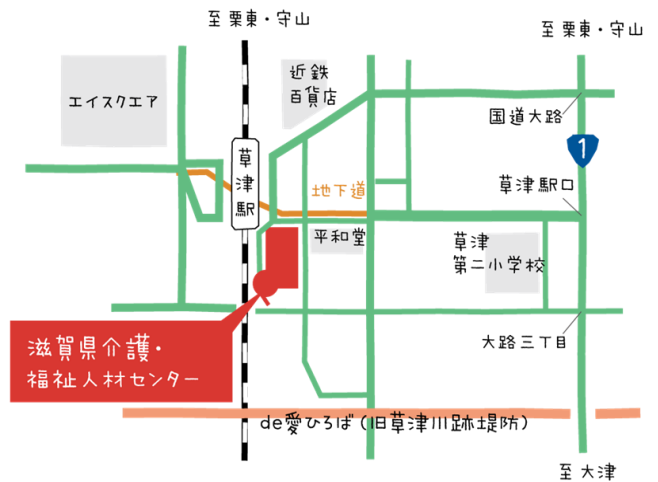 至 栗東・守山
至 栗東・守山
近鉄
百貨店
エイスクエア
国道大路
1
草津駅
草津駅口
地下道
平和堂
草津
第二小学校
大路三丁目
滋賀県介護・
福祉人材センター
de愛ひろば (旧草津川跡堤防)
至 大津